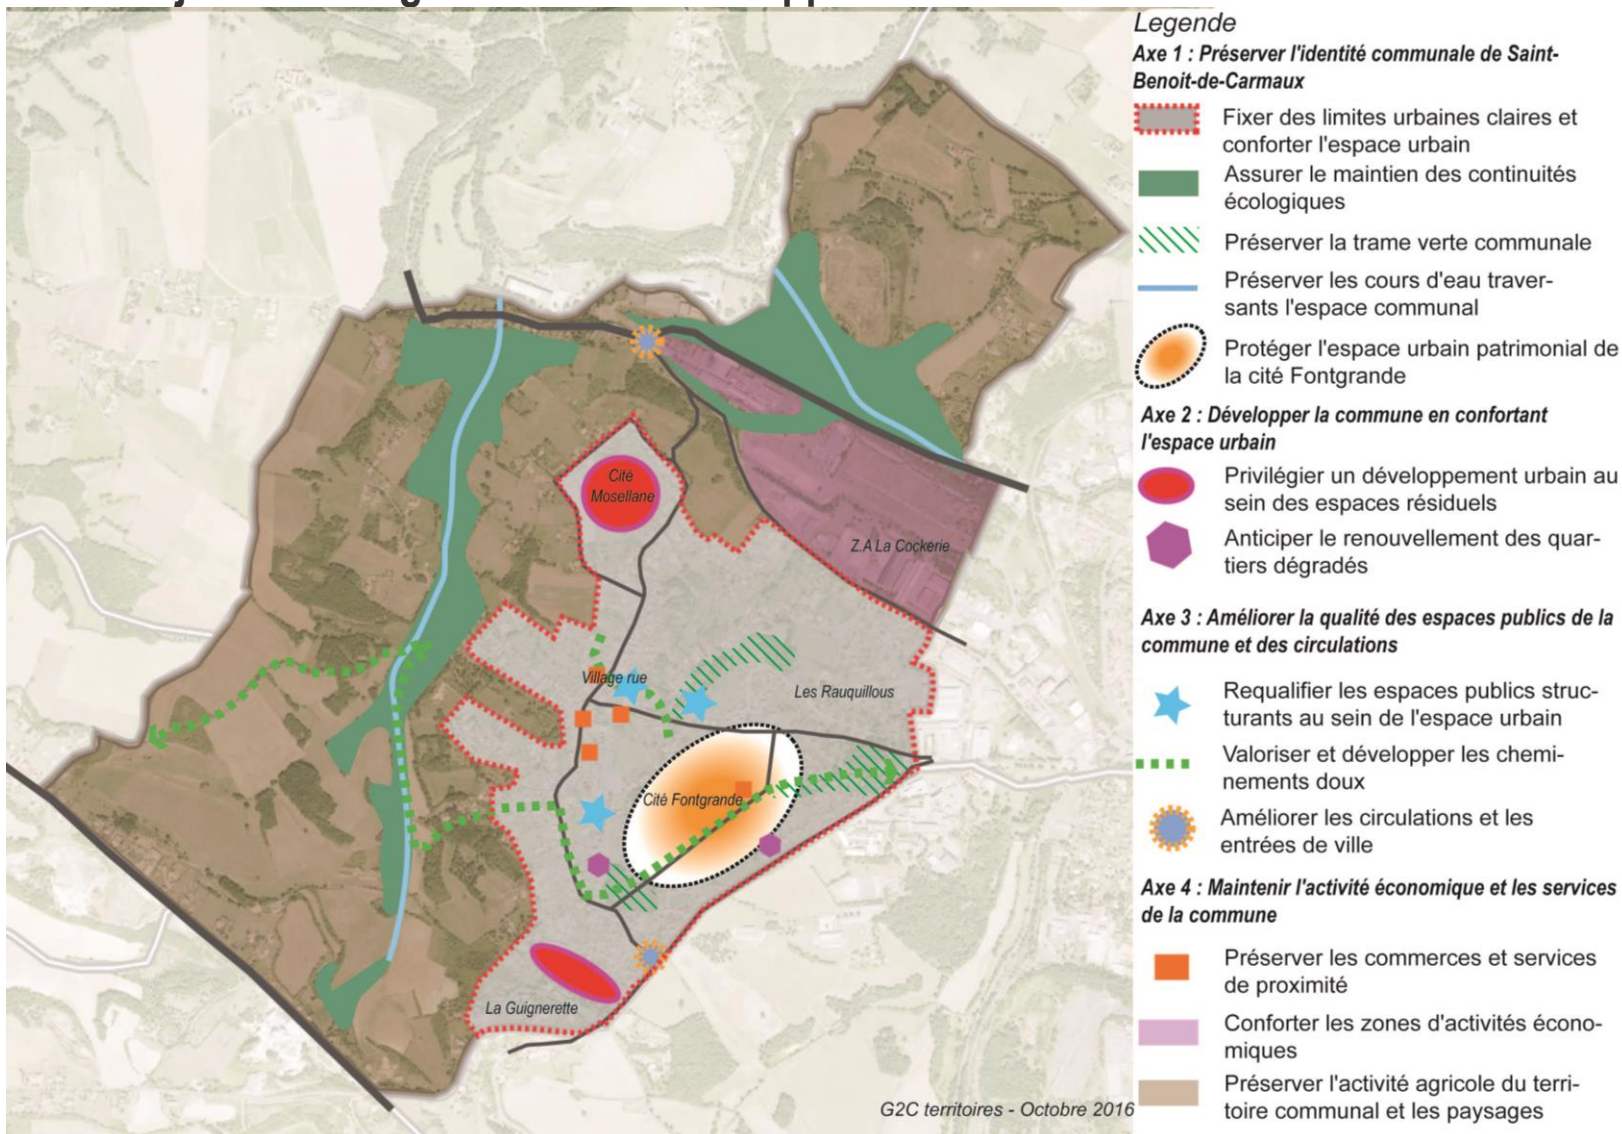 Legende
Axe 1 : Préserver l'identité communale de Saint-
Benoit-de-Carmaux
Fixer des limites urbaines claires et
conforter l'espace urbain
Assurer le maintien des continuités
écologiques
Préserver la trame verte communale
Préserver les cours d'eau traver-
sants l'espace communal
Protéger l'espace urbain patrimonial de
la cité Fontgrande
Axe 2 : Développer la commune en confortant
l'espace urbain
Privilégier un développement urbain au
sein des espaces résiduels
Anticiper le renouvellement des quar-
tiers dégradés
Axe 3 : Améliorer la qualité des espaces publics de la
commune et des circulations
Requalifier les espaces publics struc-
turants au sein de l'espace urbain
Valoriser et développer les chemi-
nements doux
Améliorer les circulations et les
entrées de ville
Axe 4 : Maintenir l'activité économique et les services
de la commune
Préserver les commerces et services
de proximité
Conforter les zones d'activités écono-
miques
Préserver l'activité agricole du terri-
toire communal et les paysages
Cité
Mosellane
Z.A La Cockerie
Village rue
Les Rauquillous
Cité Fontgrande
La Guignerette
G2C territoires - Octobre 2016